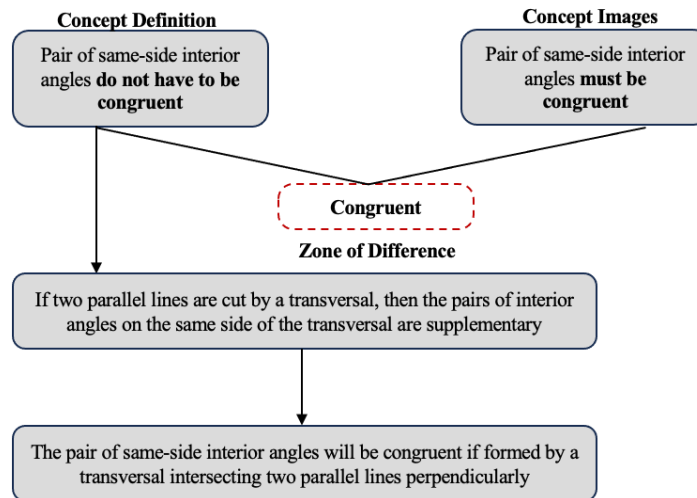 Concept Definition
Pair of same-side interior
angles do not have to be
congruent
Concept Images
Pair of same-side interior
angles must be
congruent
Congruent
Zone of Difference
If two parallel lines are cut by a transversal, then the pairs of interior
angles on the same side of the transversal are supplementary
The pair of same-side interior angles will be congruent if formed by a
transversal intersecting two parallel lines perpendicularly